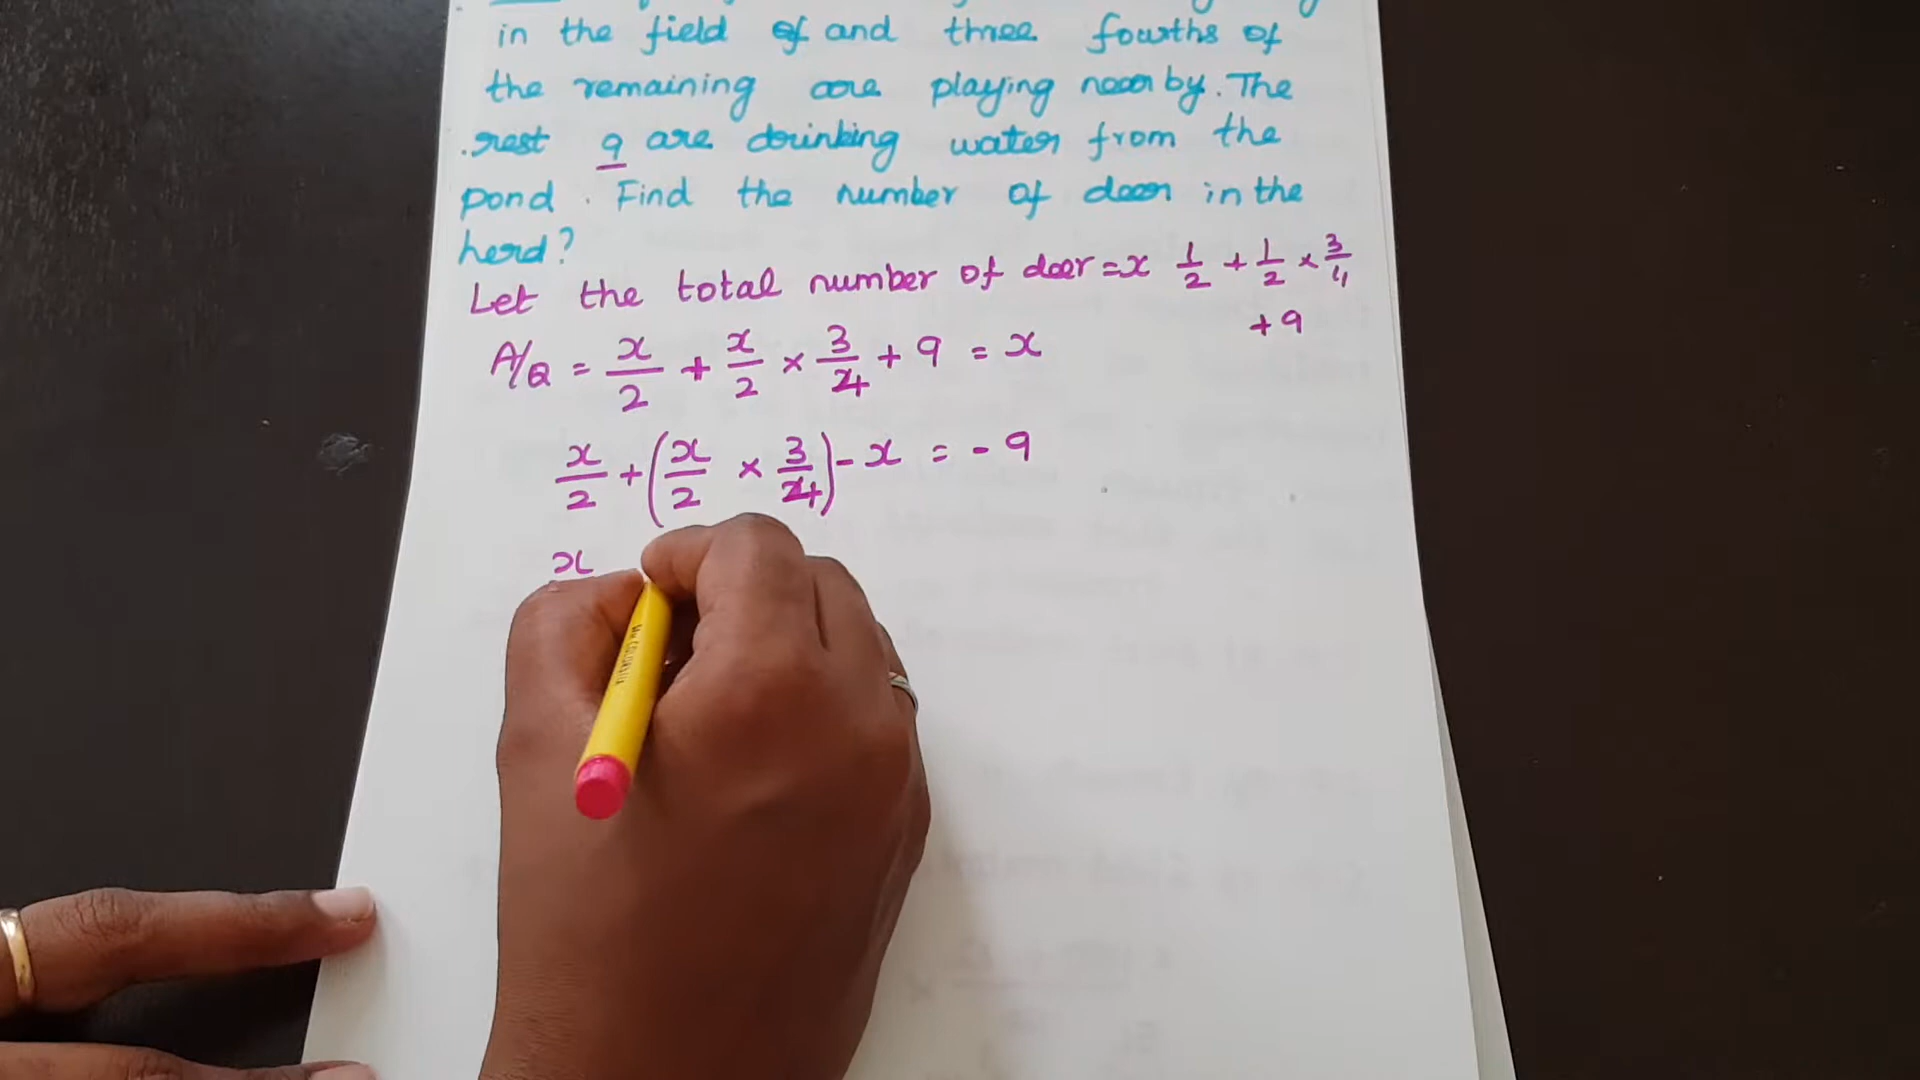 in the field of and three fourths of
the remaining are playing nearby. The
rest 9 are drinking water from the
pond. Find the number of deer in the
herd?
Let the total number of deer = x 1/2 + 1/2 × 3/4
+ 9
A/Q = x/2 + x/2 × 3/4 + 9 = x
x/2 + (x/2 × 3/4) - x = - 9
x